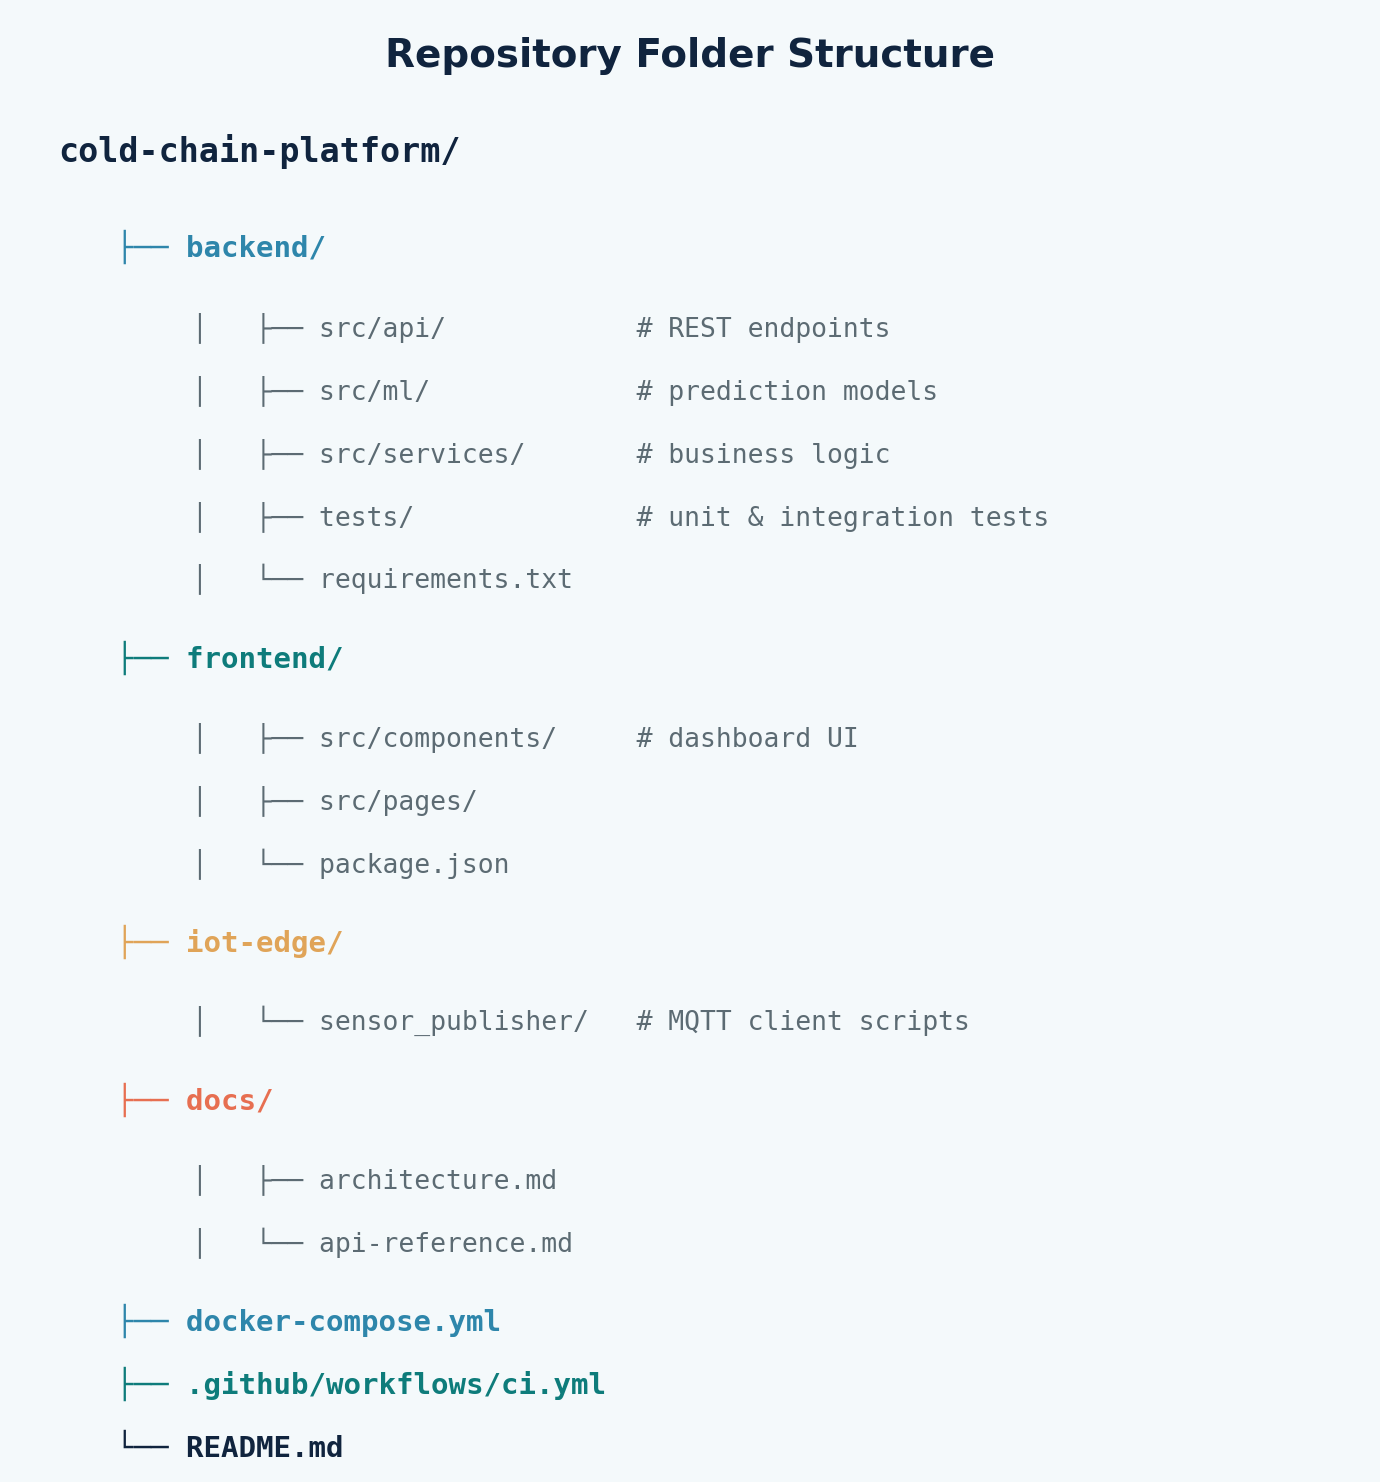 Repository Folder Structure
cold-chain-platform/
├── backend/
│   ├── src/api/            # REST endpoints
│   ├── src/ml/             # prediction models
│   ├── src/services/       # business logic
│   ├── tests/              # unit & integration tests
│   └── requirements.txt
├── frontend/
│   ├── src/components/     # dashboard UI
│   ├── src/pages/
│   └── package.json
├── iot-edge/
│   └── sensor_publisher/   # MQTT client scripts
├── docs/
│   ├── architecture.md
│   └── api-reference.md
├── docker-compose.yml
├── .github/workflows/ci.yml
└── README.md